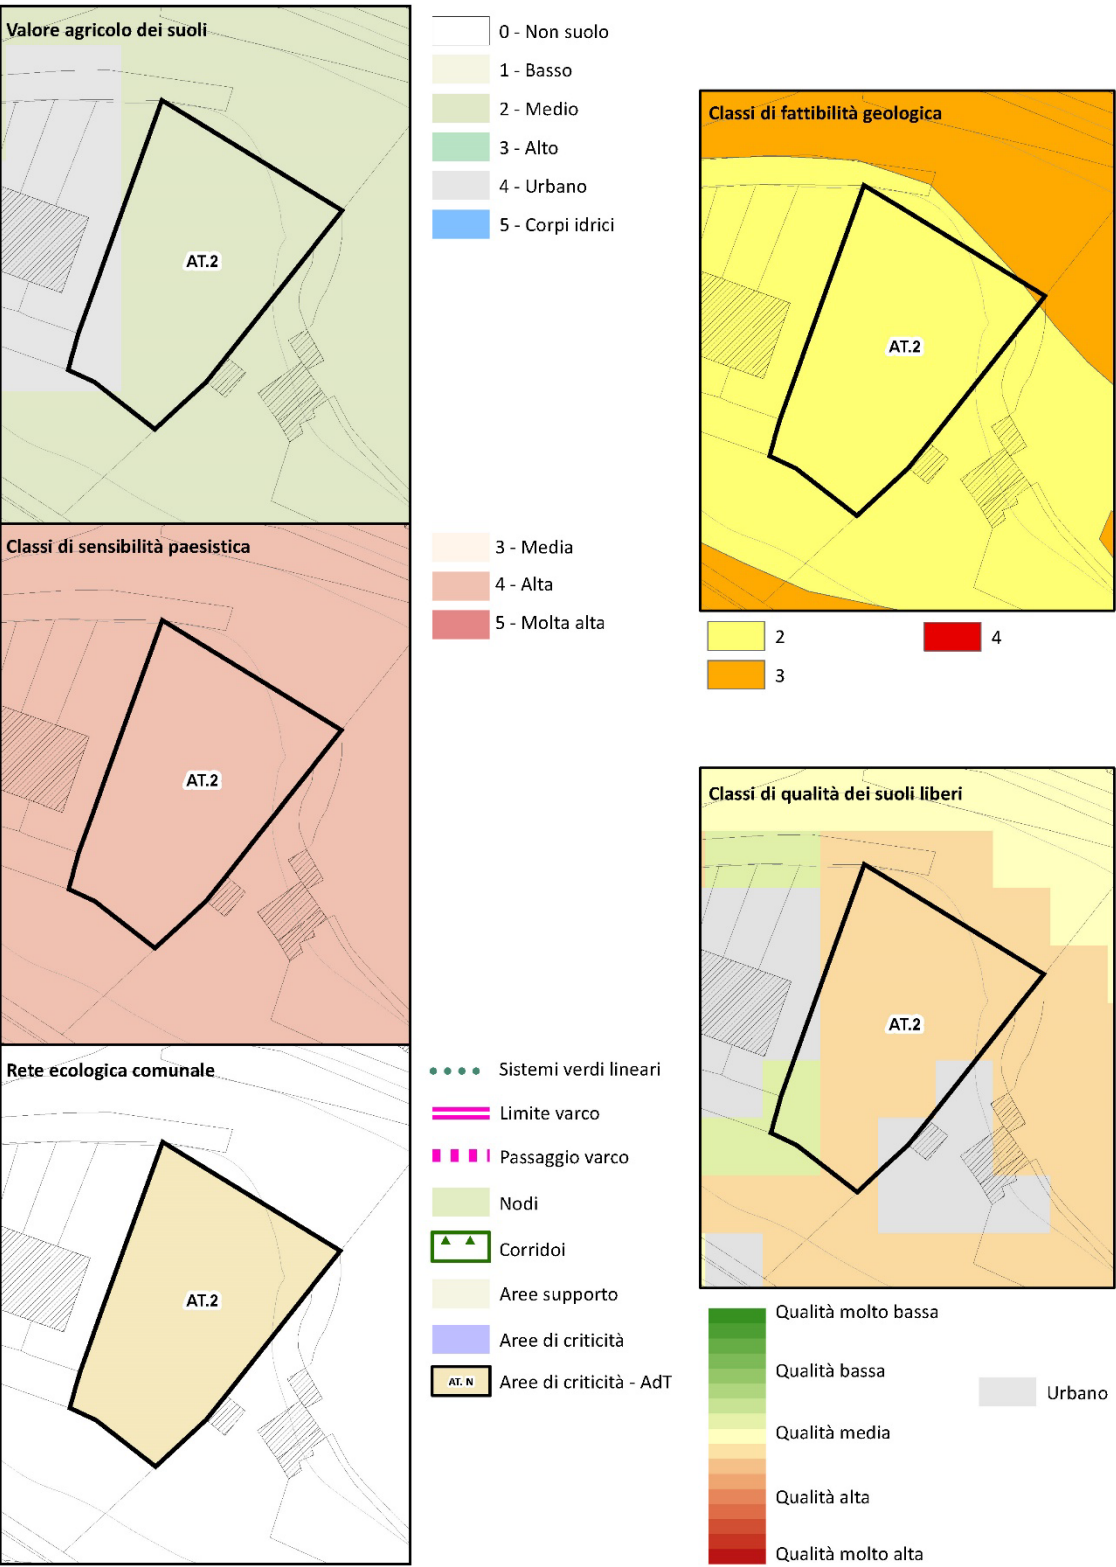 Valore agricolo dei suoli
0 - Non suolo
1 - Basso
2 - Medio
3 - Alto
4 - Urbano
5 - Corpi idrici
AT.2
Classi di sensibilità paesistica
3 - Media
4 - Alta
5 - Molta alta
AT.2
Rete ecologica comunale
Sistemi verdi lineari
Limite varco
Passaggio varco
Nodi
Corridoi
Aree supporto
Aree di criticità
AT. N Aree di criticità - AdT
AT.2
Classi di fattibilità geologica
AT.2
2
4
3
Classi di qualità dei suoli liberi
AT.2
Qualità molto bassa
Qualità bassa
Urbano
Qualità media
Qualità alta
Qualità molto alta